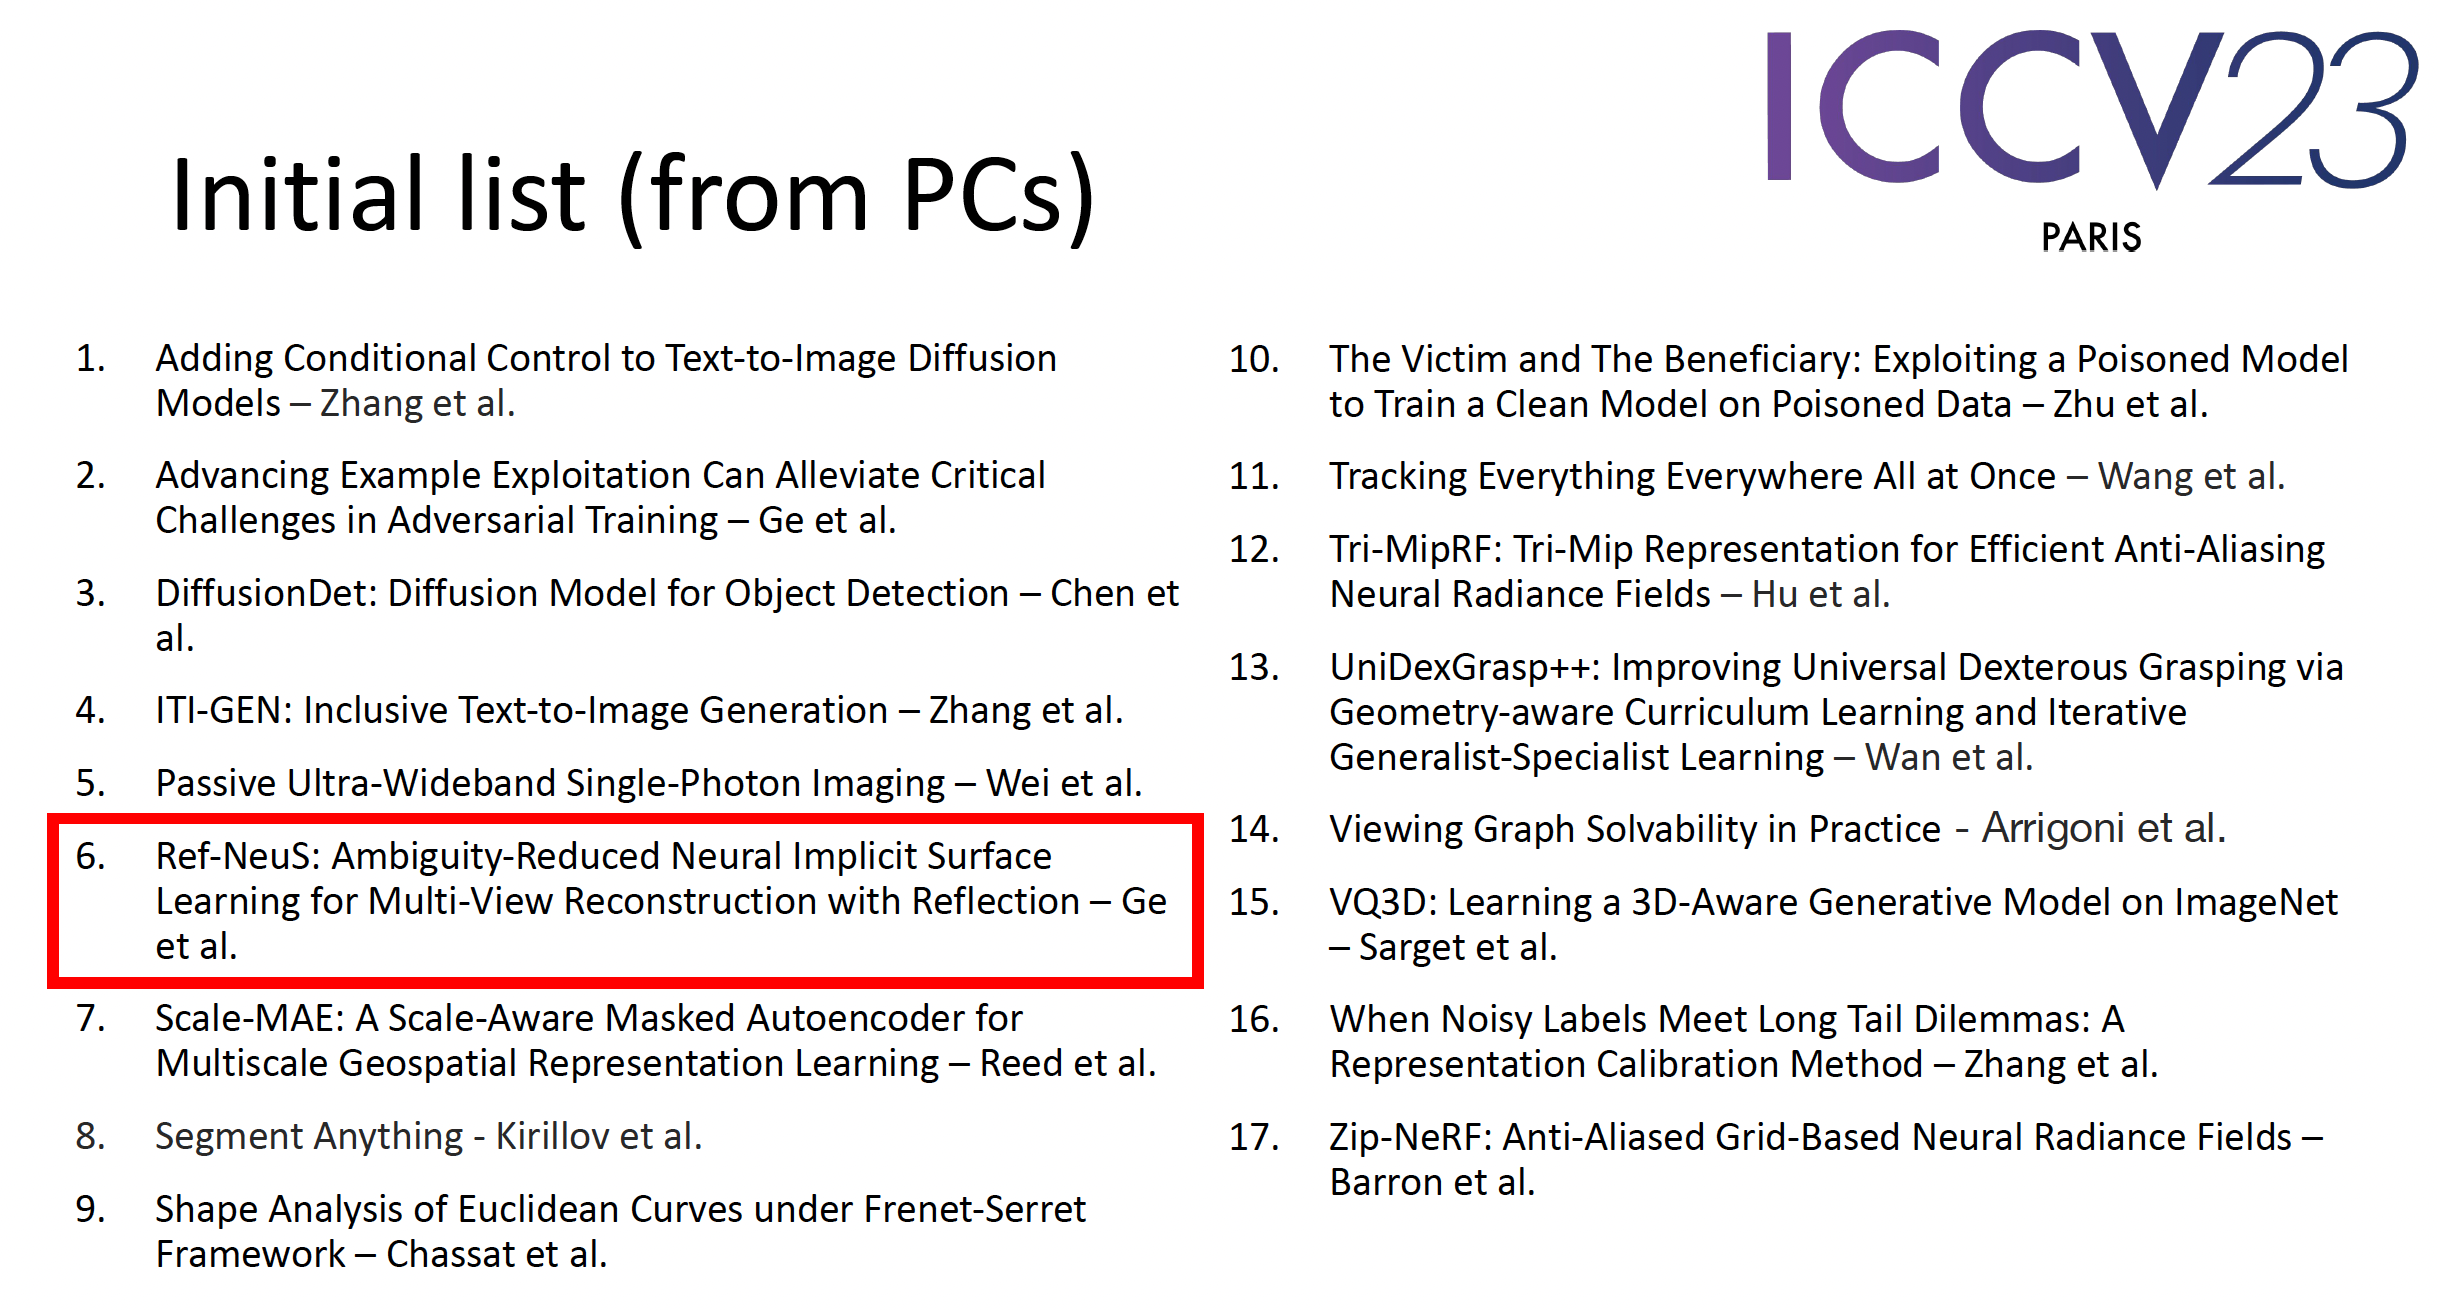 ICCV23
PARIS
Initial list (from PCs)
1. Adding Conditional Control to Text-to-Image Diffusion
Models – Zhang et al.
2. Advancing Example Exploitation Can Alleviate Critical
Challenges in Adversarial Training – Ge et al.
3. DiffusionDet: Diffusion Model for Object Detection – Chen et
al.
4. ITI-GEN: Inclusive Text-to-Image Generation – Zhang et al.
5. Passive Ultra-Wideband Single-Photon Imaging – Wei et al.
6. Ref-NeuS: Ambiguity-Reduced Neural Implicit Surface
Learning for Multi-View Reconstruction with Reflection – Ge
et al.
7. Scale-MAE: A Scale-Aware Masked Autoencoder for
Multiscale Geospatial Representation Learning – Reed et al.
8. Segment Anything - Kirillov et al.
9. Shape Analysis of Euclidean Curves under Frenet-Serret
Framework – Chassat et al.
10. The Victim and The Beneficiary: Exploiting a Poisoned Model
to Train a Clean Model on Poisoned Data – Zhu et al.
11. Tracking Everything Everywhere All at Once – Wang et al.
12. Tri-MipRF: Tri-Mip Representation for Efficient Anti-Aliasing
Neural Radiance Fields – Hu et al.
13. UniDexGrasp++: Improving Universal Dexterous Grasping via
Geometry-aware Curriculum Learning and Iterative
Generalist-Specialist Learning – Wan et al.
14. Viewing Graph Solvability in Practice - Arrigoni et al.
15. VQ3D: Learning a 3D-Aware Generative Model on ImageNet
– Sarget et al.
16. When Noisy Labels Meet Long Tail Dilemmas: A
Representation Calibration Method – Zhang et al.
17. Zip-NeRF: Anti-Aliased Grid-Based Neural Radiance Fields –
Barron et al.